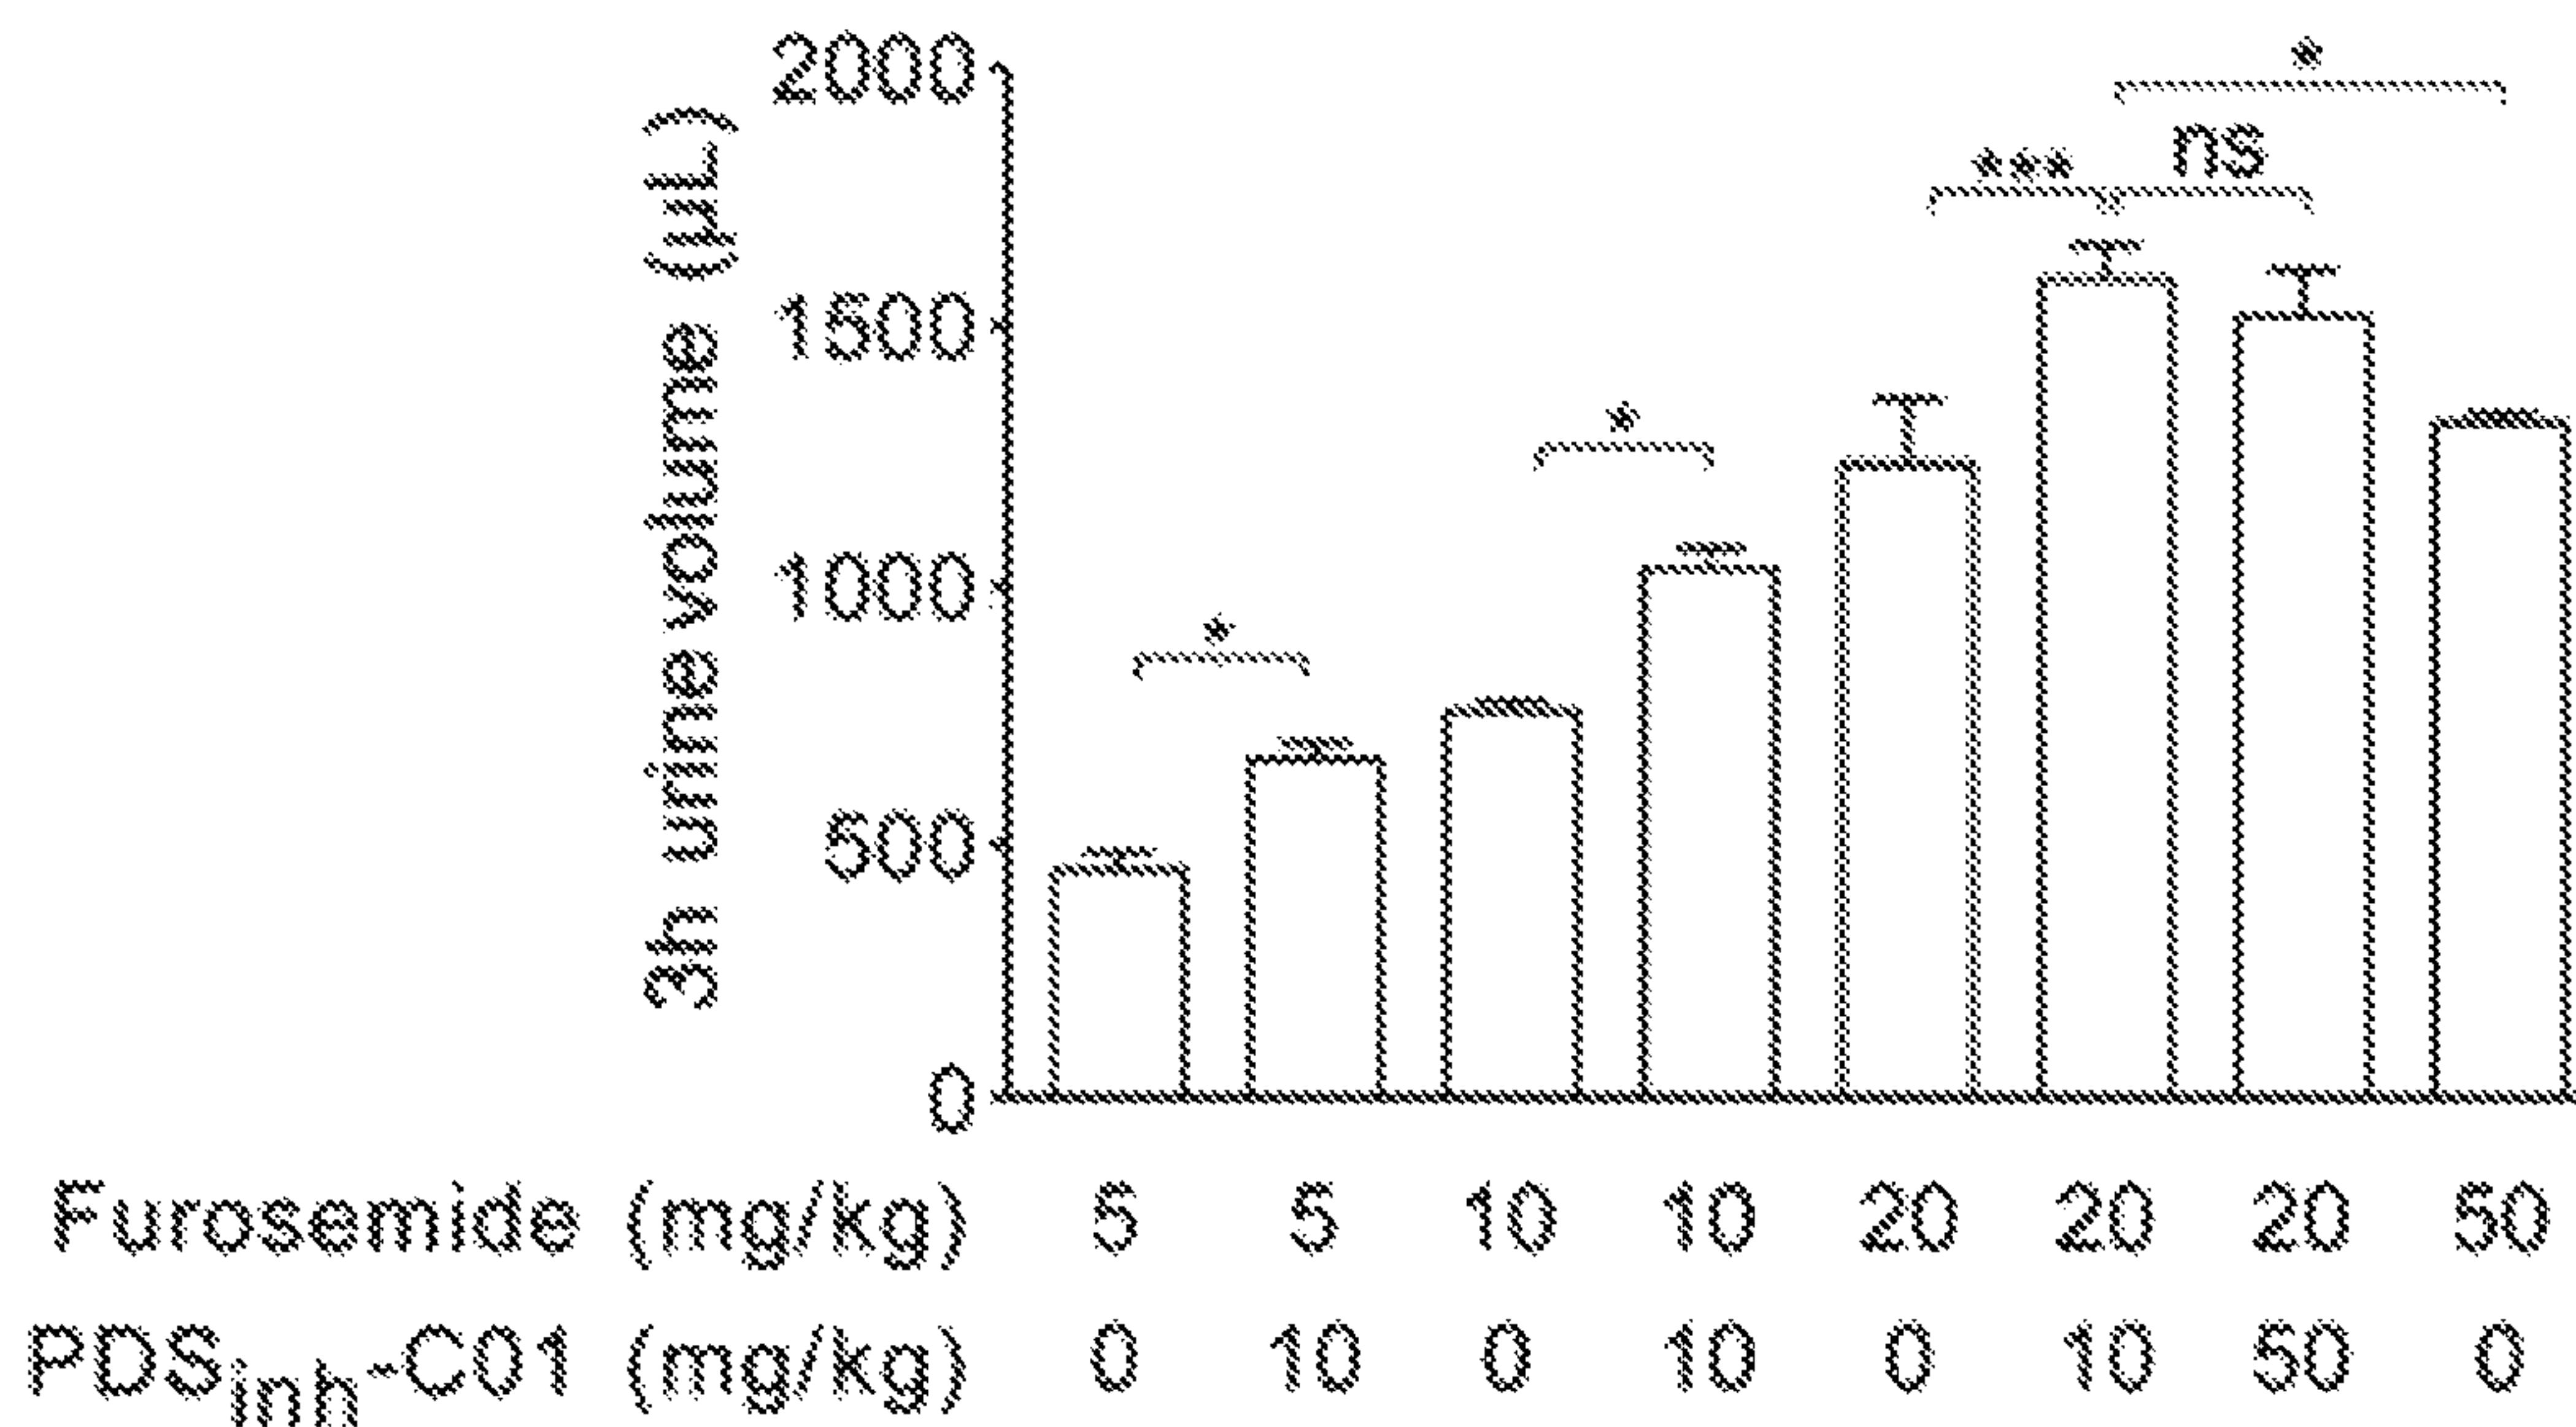 *
2000
ns
***
1500
*
1000
*
500
0
3h urine volume (µL)
Furosemide (mg/kg) 5 5 10 10 20 20 20 50
PDSinh-C01 (mg/kg) 0 10 0 10 0 10 50 0